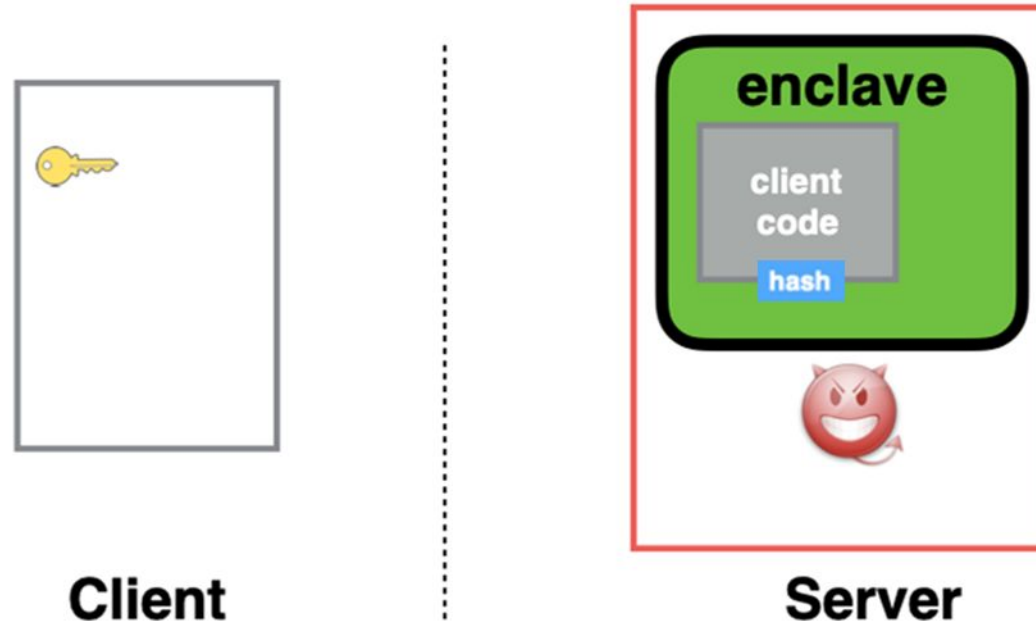 enclave
client
code
hash
Client
Server